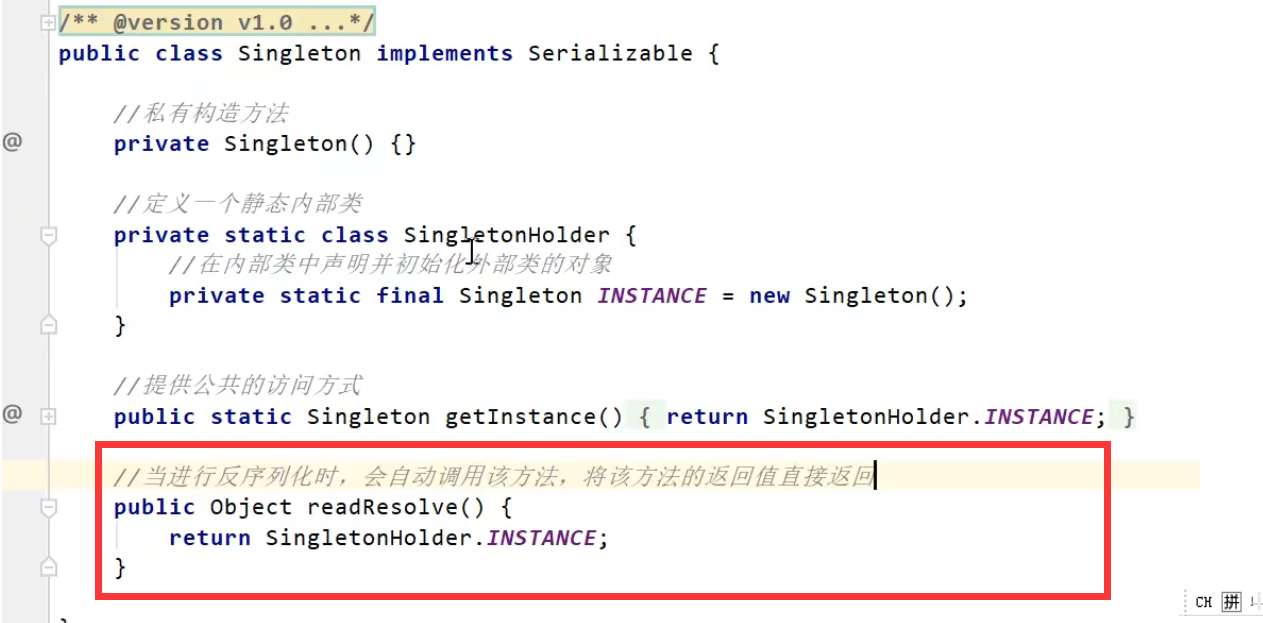 /** @version v1.0 ...*/
public class Singleton implements Serializable {
//私有构造方法
@
private Singleton() {}
//定义一个静态内部类
private static class SingletonHolder {
//在内部类中声明并初始化外部类的对象
private static final Singleton INSTANCE = new Singleton();
}
//提供公共的访问方式
@
public static Singleton getInstance() { return SingletonHolder.INSTANCE; }
//当进行反序列化时，会自动调用该方法，将该方法的返回值直接返回
public Object readResolve() {
return SingletonHolder.INSTANCE;
}
CH 拼